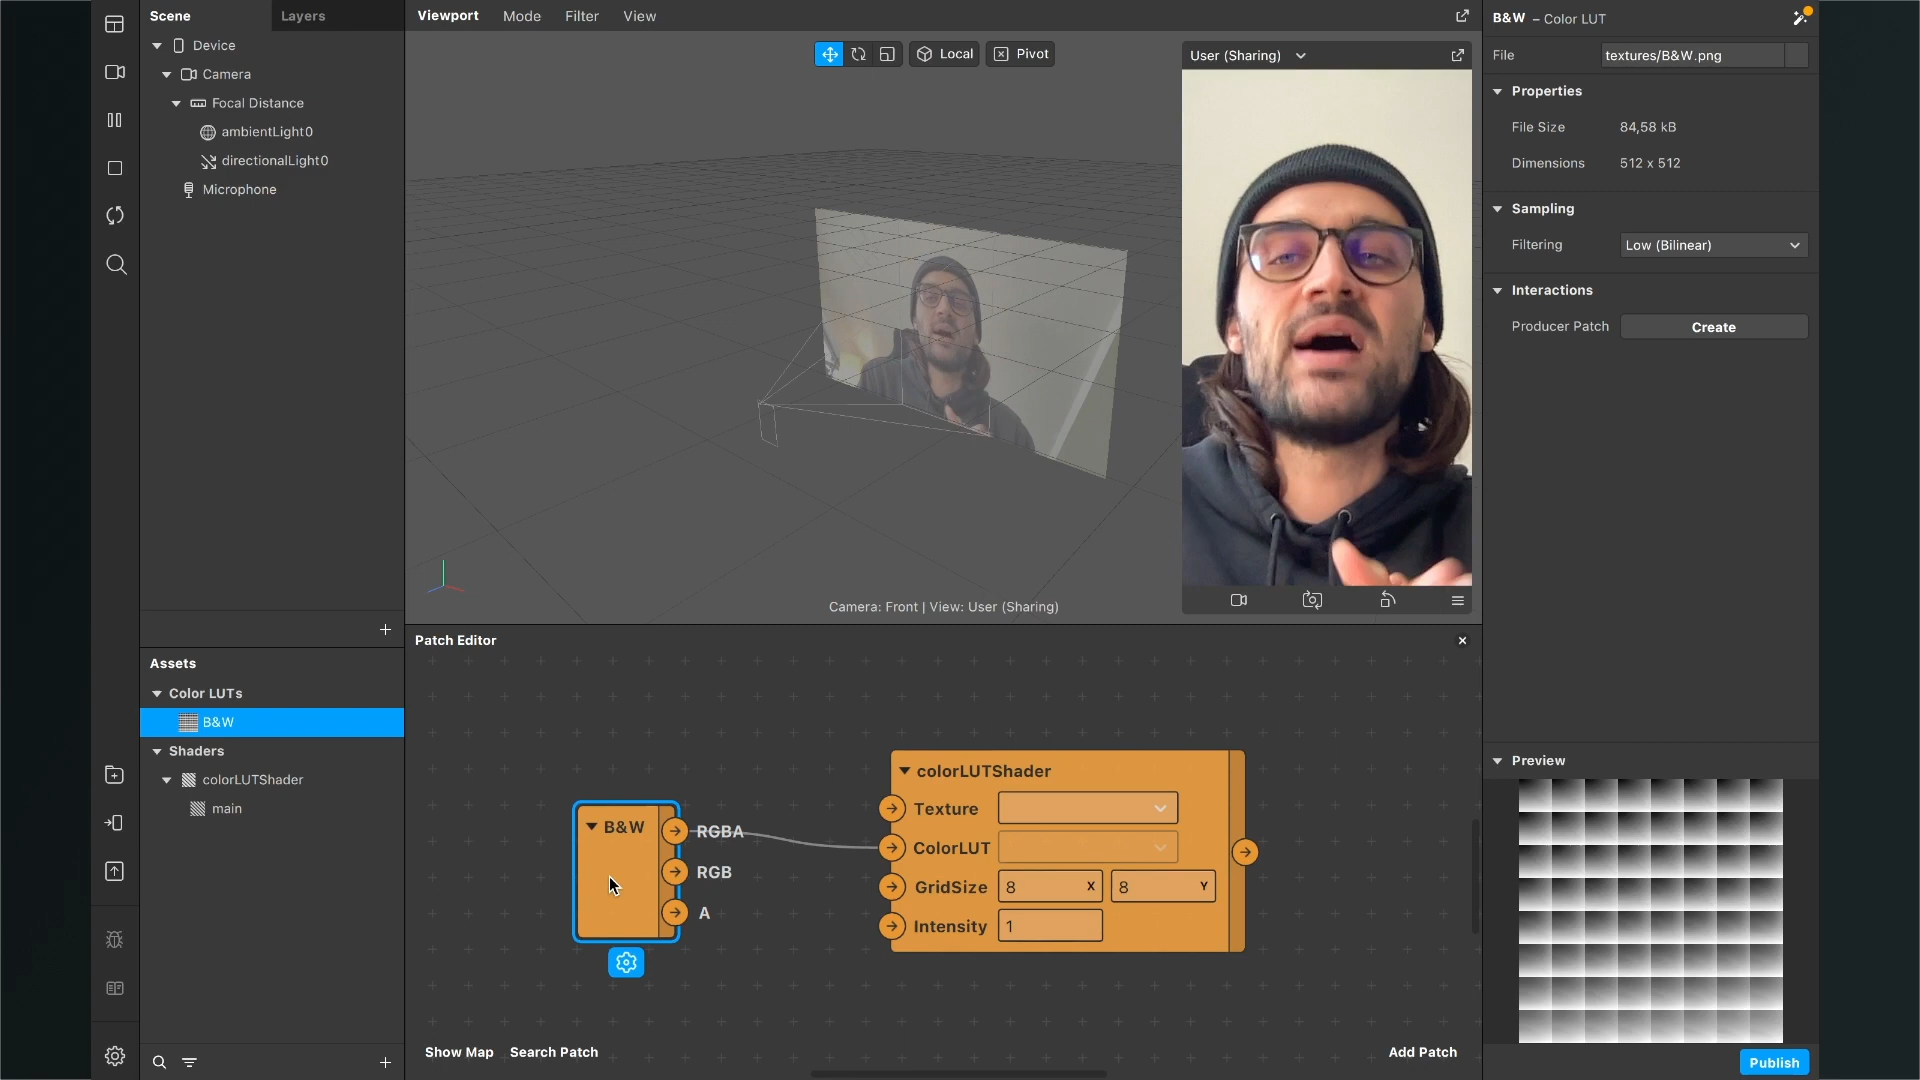 Scene
Layers
Device
Camera
Focal Distance
ambientLight0
directionalLight0
Microphone
Assets
Color LUTs
B&W
Shaders
colorLUTShader
main
Viewport
Mode
Filter
View
Local
Pivot
User (Sharing)
Camera: Front | View: User (Sharing)
Patch Editor
B&W
RGBA
RGB
A
colorLUTShader
Texture
ColorLUT
GridSize 8 X 8 Y
Intensity 1
Show Map
Search Patch
Add Patch
B&W – Color LUT
File textures/B&W.png
Properties
File Size 84,58 kB
Dimensions 512 x 512
Sampling
Filtering Low (Bilinear)
Interactions
Producer Patch Create
Preview
Publish